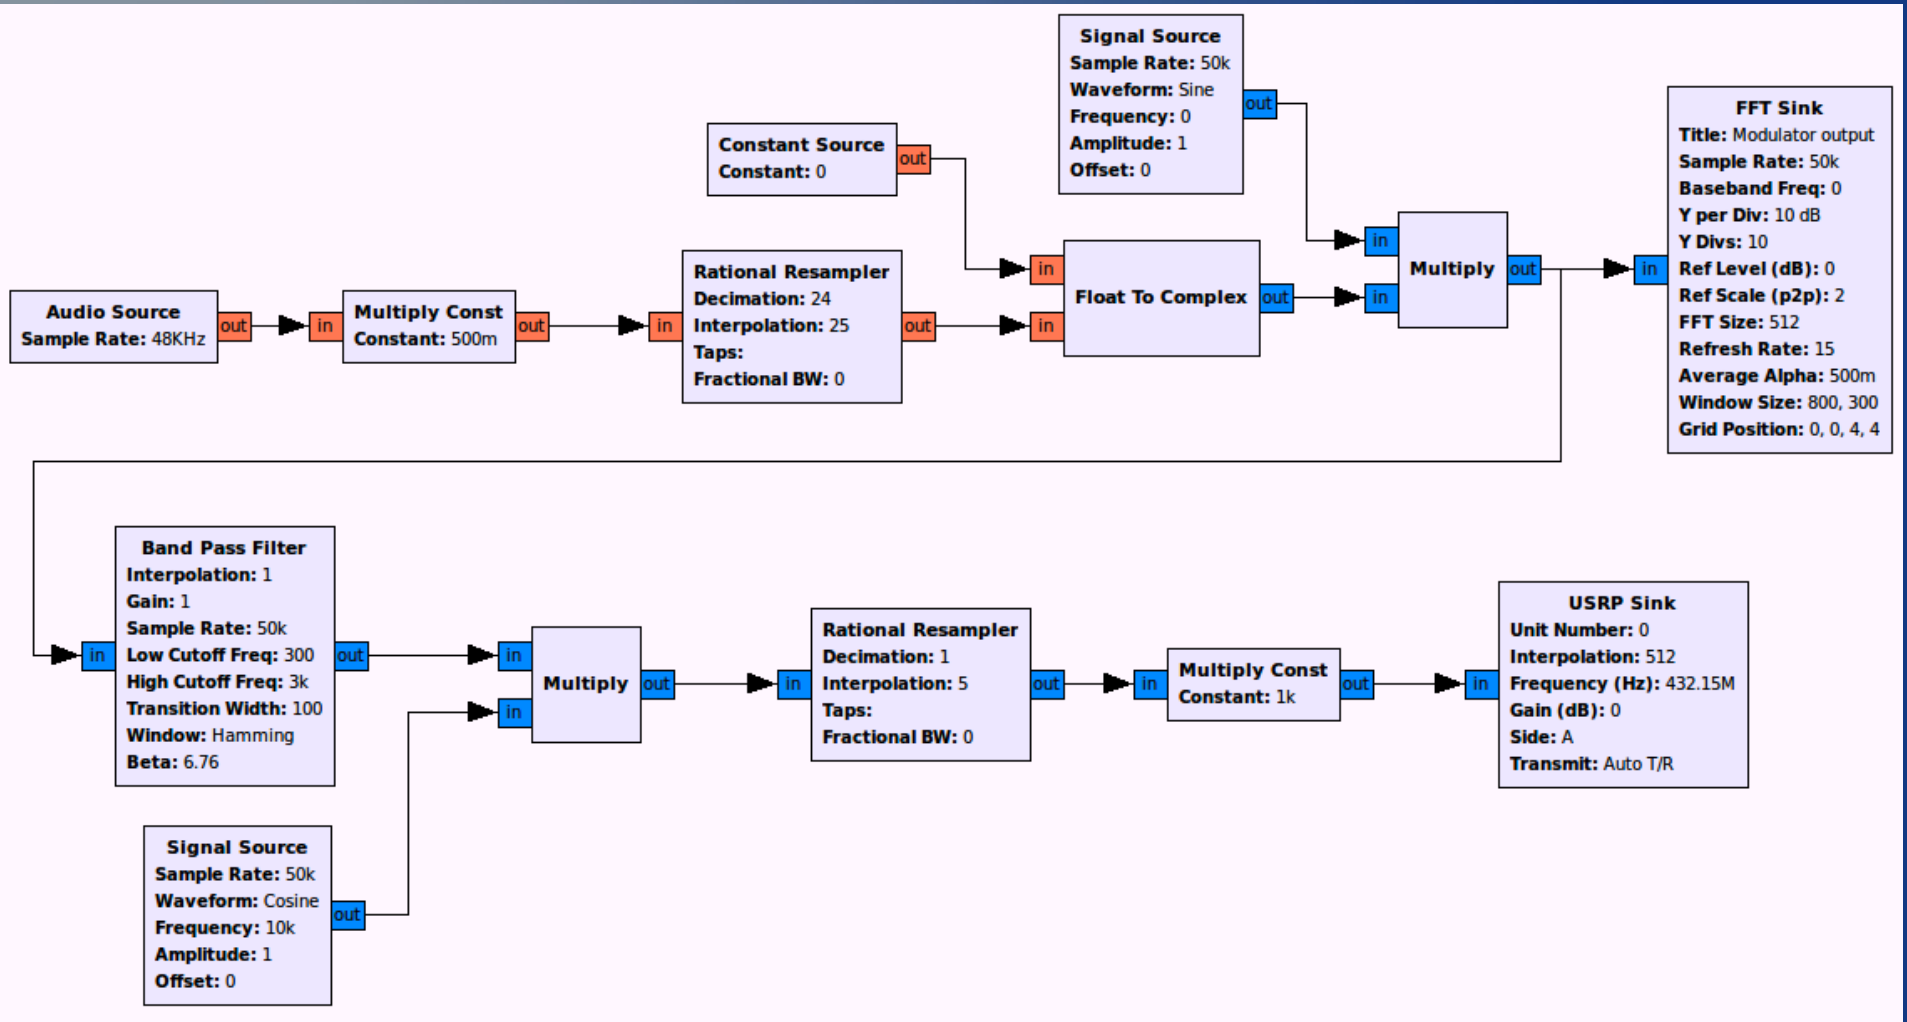 Signal Source
Sample Rate: 50k
Waveform: Sine
Frequency: 0
Amplitude: 1
Offset: 0
out
Constant Source
Constant: 0
out
Audio Source
Sample Rate: 48KHz
out
in
Multiply Const
Constant: 500m
out
in
Rational Resampler
Decimation: 24
Interpolation: 25
Taps:
Fractional BW: 0
out
in
in
Float To Complex
out
in
in
Multiply
out
in
FFT Sink
Title: Modulator output
Sample Rate: 50k
Baseband Freq: 0
Y per Div: 10 dB
Y Divs: 10
Ref Level (dB): 0
Ref Scale (p2p): 2
FFT Size: 512
Refresh Rate: 15
Average Alpha: 500m
Window Size: 800, 300
Grid Position: 0, 0, 4, 4
in
Band Pass Filter
Interpolation: 1
Gain: 1
Sample Rate: 50k
Low Cutoff Freq: 300
High Cutoff Freq: 3k
Transition Width: 100
Window: Hamming
Beta: 6.76
out
Signal Source
Sample Rate: 50k
Waveform: Cosine
Frequency: 10k
Amplitude: 1
Offset: 0
out
in
in
Multiply
out
in
Rational Resampler
Decimation: 1
Interpolation: 5
Taps:
Fractional BW: 0
out
in
Multiply Const
Constant: 1k
out
in
USRP Sink
Unit Number: 0
Interpolation: 512
Frequency (Hz): 432.15M
Gain (dB): 0
Side: A
Transmit: Auto T/R